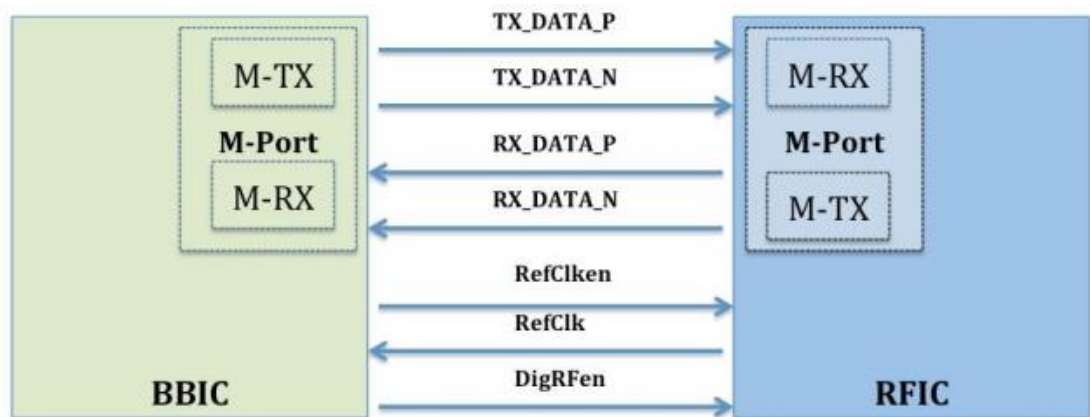 TX_DATA_P
M-TX
M-RX
TX_DATA_N
M-Port
RX_DATA_P
M-Port
M-RX
RX_DATA_N
M-TX
RefClken
RefClk
DigRFen
BBIC
RFIC